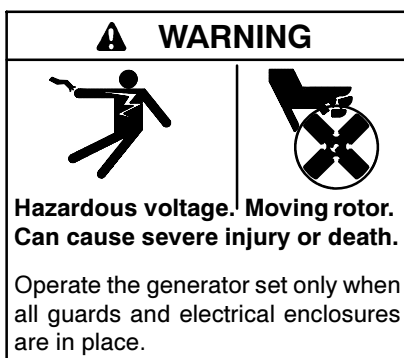 WARNING
Hazardous voltage. Moving rotor.
Can cause severe injury or death.
Operate the generator set only when
all guards and electrical enclosures
are in place.